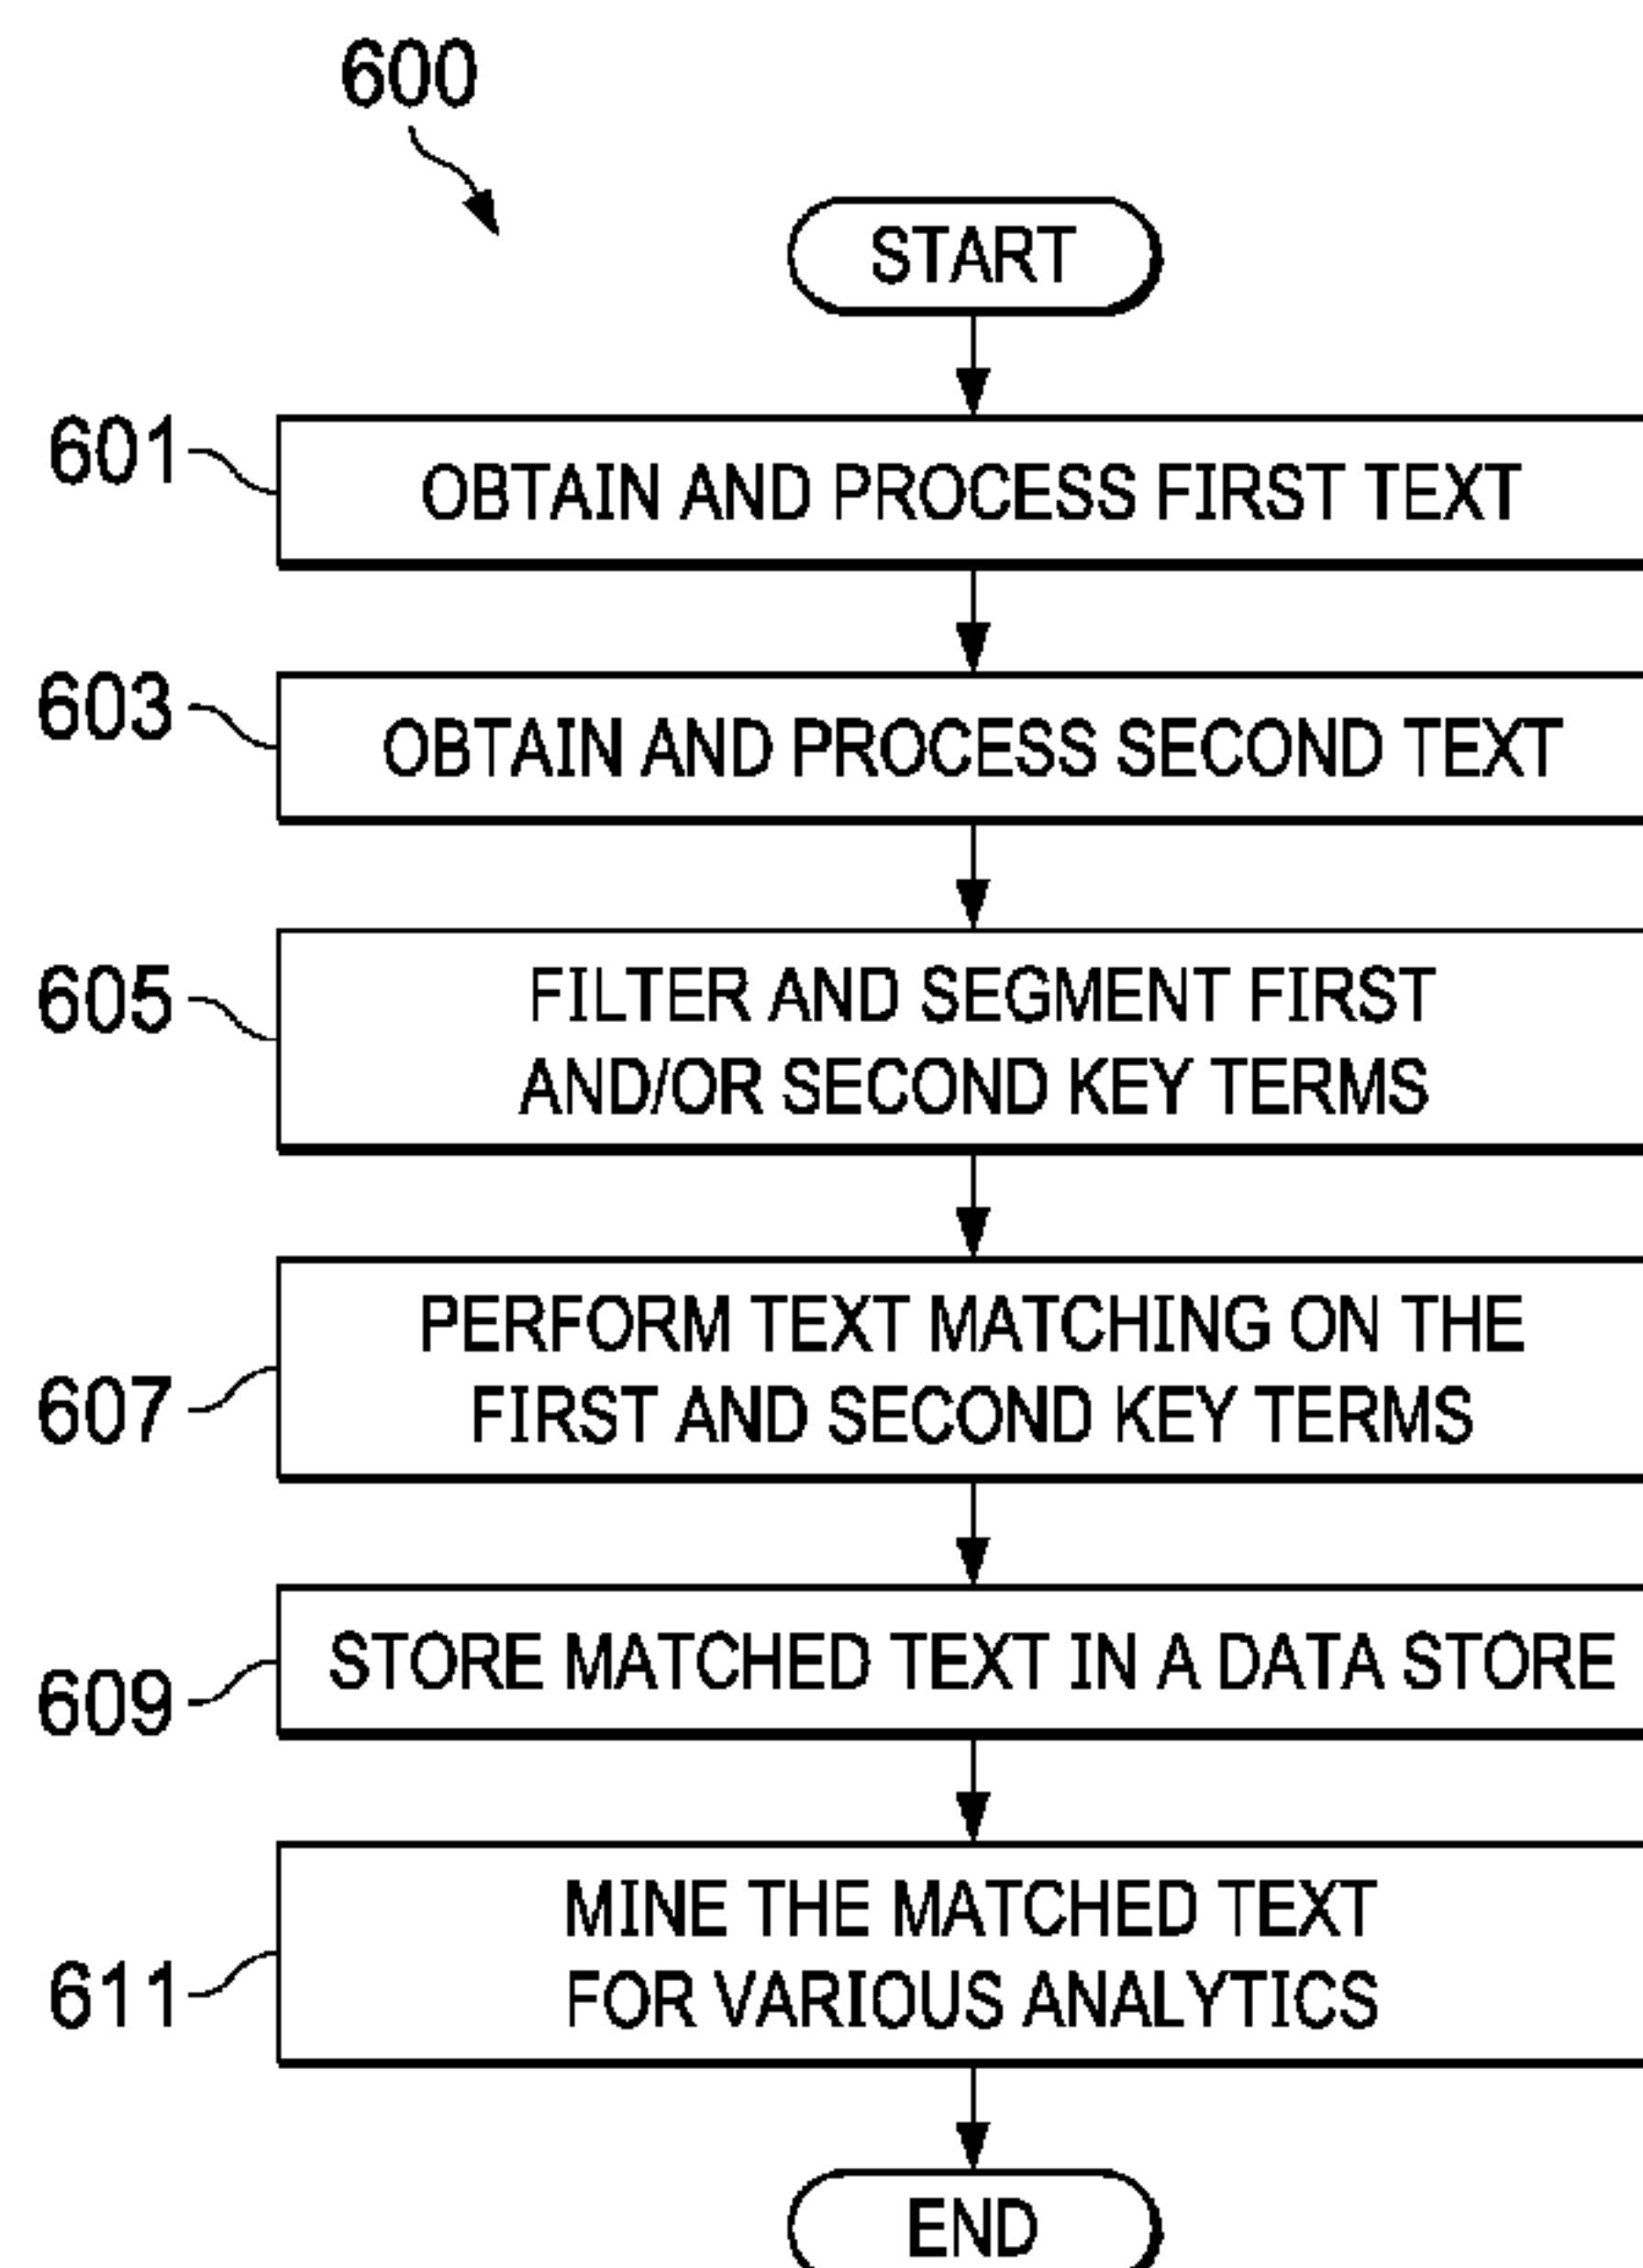 600
START
601
OBTAIN AND PROCESS FIRST TEXT
603
OBTAIN AND PROCESS SECOND TEXT
605
FILTER AND SEGMENT FIRST
AND/OR SECOND KEY TERMS
607
PERFORM TEXT MATCHING ON THE
FIRST AND SECOND KEY TERMS
609
STORE MATCHED TEXT IN A DATA STORE
611
MINE THE MATCHED TEXT
FOR VARIOUS ANALYTICS
END